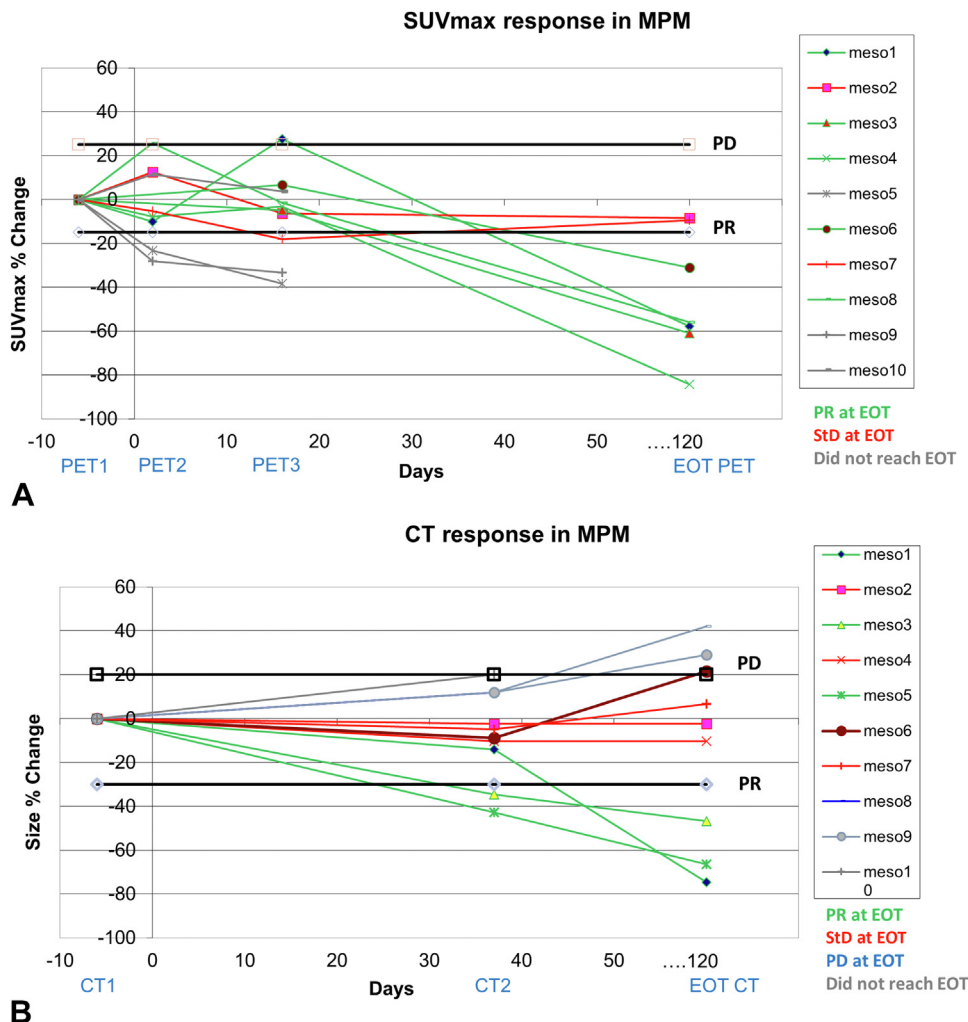 SUVmax response in MPM
60
40
20
0
-20
-40
-60
-80
-100
SUVmax % Change
PD
PR
-10 0 10 20 30 40 50 ....120
PET1 PET2 PET3 EOT PET
Days
meso1
meso2
meso3
meso4
meso5
meso6
meso7
meso8
meso9
meso10
PR at EOT
StD at EOT
Did not reach EOT
A
CT response in MPM
60
40
20
0
-20
-40
-60
-80
-100
Size % Change
PD
PR
-10 0 10 20 30 40 50 ....120
CT1 CT2 EOT CT
Days
meso1
meso2
meso3
meso4
meso5
meso6
meso7
meso8
meso9
meso1
0
PR at EOT
StD at EOT
PD at EOT
Did not reach EOT
B